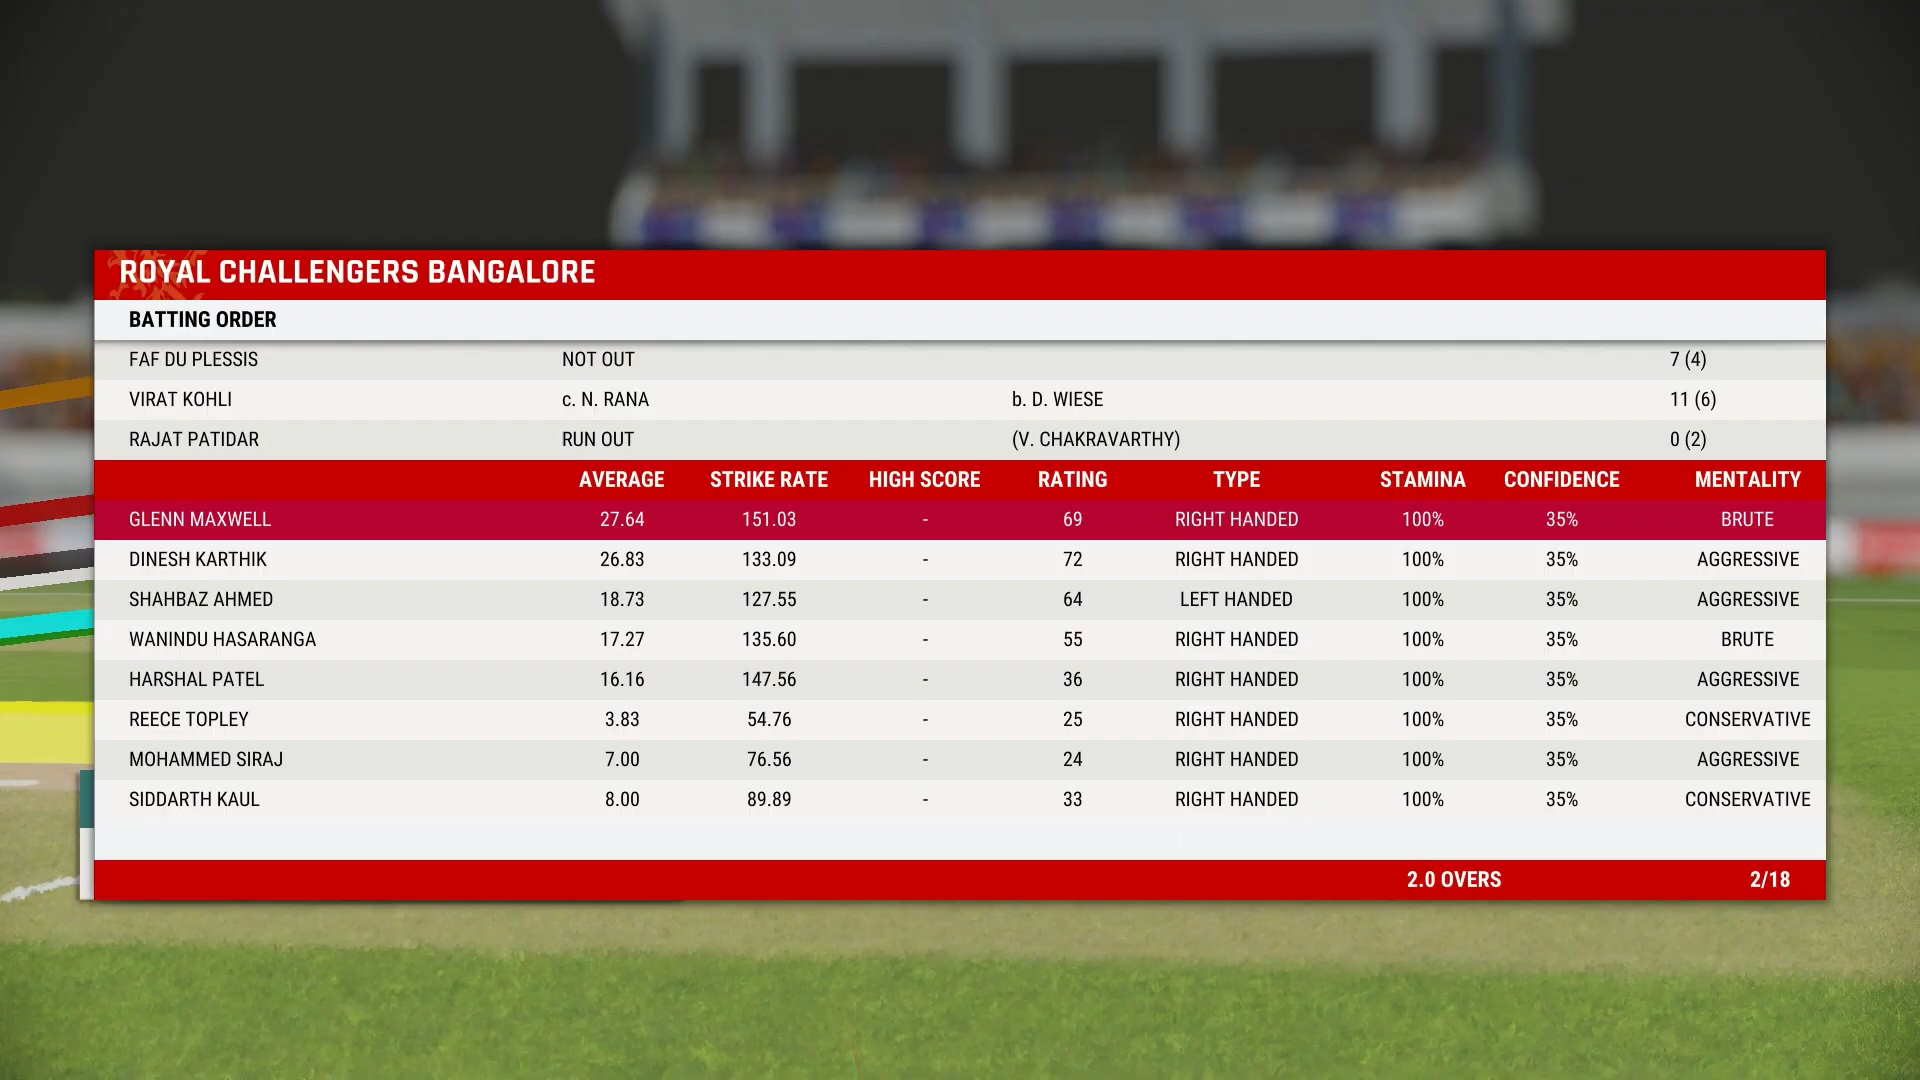 ROYAL CHALLENGERS BANGALORE
BATTING ORDER
FAF DU PLESSIS NOT OUT 7 (4)
VIRAT KOHLI c. N. RANA b. D. WIESE 11 (6)
RAJAT PATIDAR RUN OUT (V. CHAKRAVARTHY) 0 (2)
AVERAGE STRIKE RATE HIGH SCORE RATING TYPE STAMINA CONFIDENCE MENTALITY
GLENN MAXWELL 27.64 151.03 - 69 RIGHT HANDED 100% 35% BRUTE
DINESH KARTHIK 26.83 133.09 - 72 RIGHT HANDED 100% 35% AGGRESSIVE
SHAHBAZ AHMED 18.73 127.55 - 64 LEFT HANDED 100% 35% AGGRESSIVE
WANINDU HASARANGA 17.27 135.60 - 55 RIGHT HANDED 100% 35% BRUTE
HARSHAL PATEL 16.16 147.56 - 36 RIGHT HANDED 100% 35% AGGRESSIVE
REECE TOPLEY 3.83 54.76 - 25 RIGHT HANDED 100% 35% CONSERVATIVE
MOHAMMED SIRAJ 7.00 76.56 - 24 RIGHT HANDED 100% 35% AGGRESSIVE
SIDDARTH KAUL 8.00 89.89 - 33 RIGHT HANDED 100% 35% CONSERVATIVE
2.0 OVERS 2/18